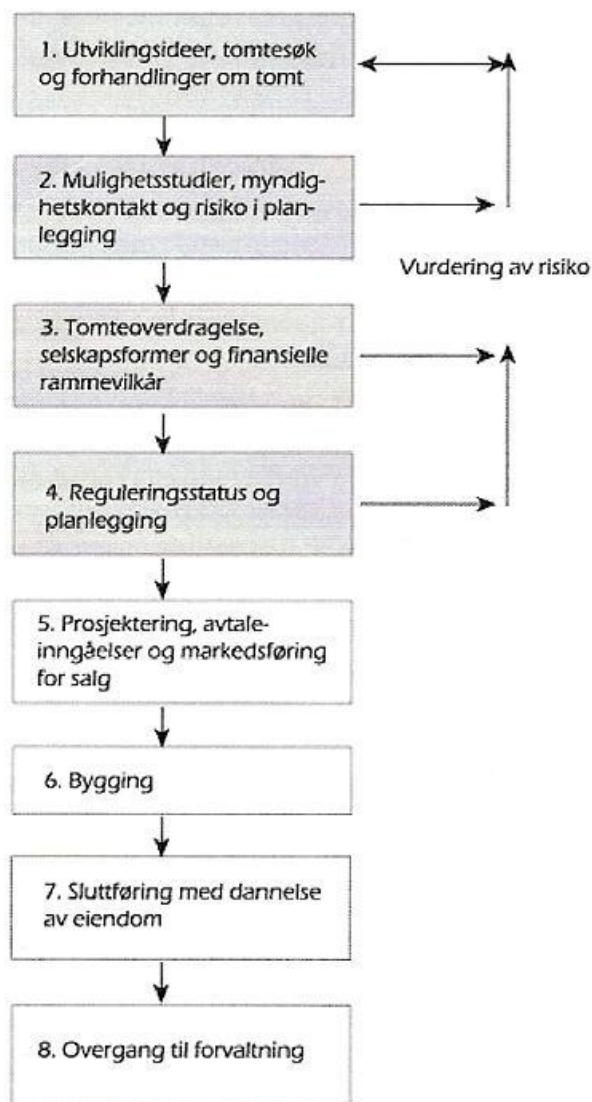 1. Utviklingsideer, tomtesøk
og forhandlinger om tomt
2. Mulighetsstudier, myndig-
hetskontakt og risiko i plan-
legging
Vurdering av risiko
3. Tomteoverdragelse,
selskapsformer og finansielle
rammevilkår
4. Reguleringsstatus og
planlegging
5. Prosjektering, avtale-
inngåelser og markedsføring
for salg
6. Bygging
7. Sluttføring med dannelse
av eiendom
8. Overgang til forvaltning